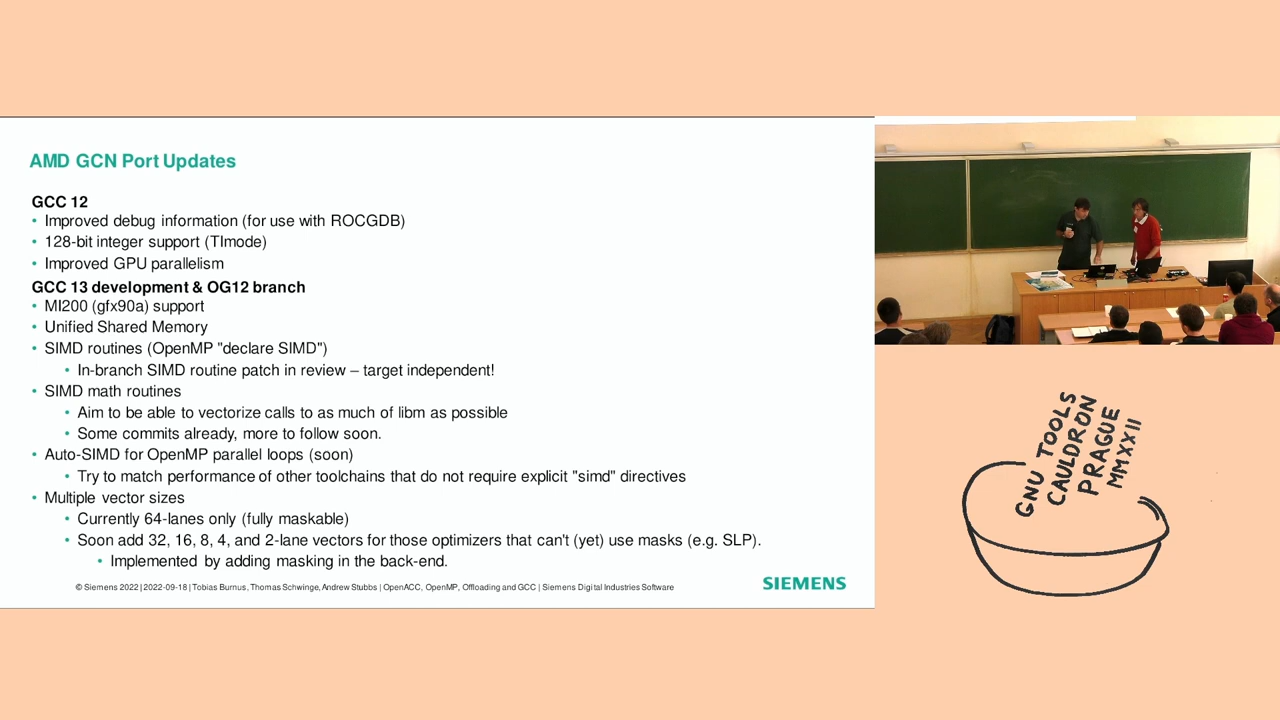 AMD GCN Port Updates
GCC 12
• Improved debug information (for use with ROCGDB)
• 128-bit integer support (TImode)
• Improved GPU parallelism
GCC 13 development & OG12 branch
• MI200 (gfx90a) support
• Unified Shared Memory
• SIMD routines (OpenMP "declare SIMD")
• In-branch SIMD routine patch in review – target independent!
• SIMD math routines
• Aim to be able to vectorize calls to as much of libm as possible
• Some commits already, more to follow soon.
• Auto-SIMD for OpenMP parallel loops (soon)
• Try to match performance of other toolchains that do not require explicit "simd" directives
• Multiple vector sizes
• Currently 64-lanes only (fully maskable)
• Soon add 32, 16, 8, 4, and 2-lane vectors for those optimizers that can't (yet) use masks (e.g. SLP).
• Implemented by adding masking in the back-end.
© Siemens 2022 | 2022-09-18 | Tobias Burnus, Thomas Schwinge, Andrew Stubbs | OpenACC, OpenMP, Offloading and GCC | Siemens Digital Industries Software
SIEMENS
GNU TOOLS
CAULDRON
PRAGUE
MMXXII